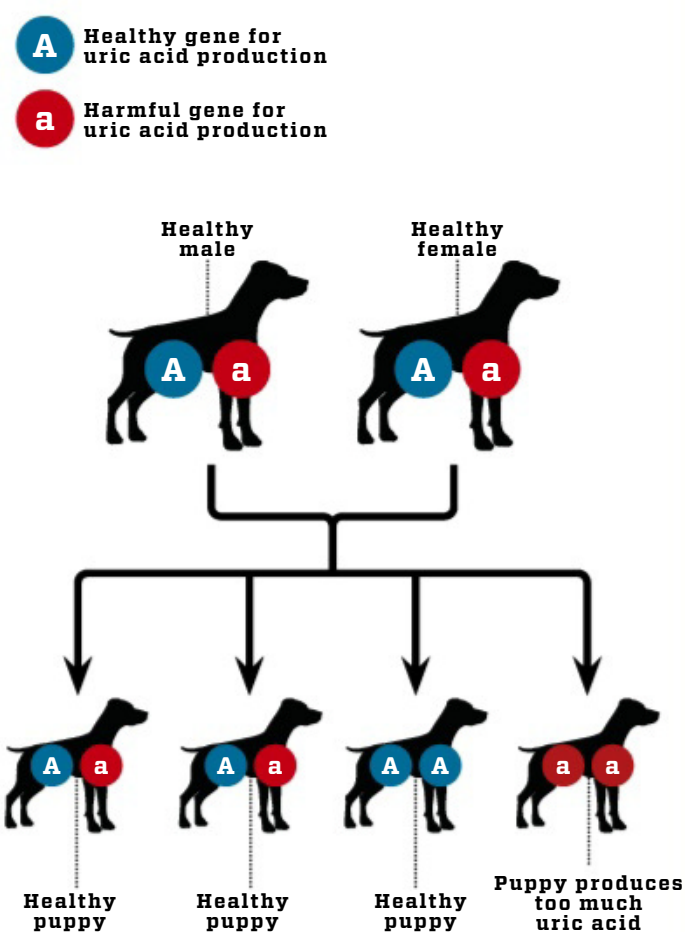 A
Healthy gene for
uric acid production
a
Harmful gene for
uric acid production
Healthy
male
Healthy
female
A a
A a
A a
A a
A A
a a
Healthy
puppy
Healthy
puppy
Healthy
puppy
Puppy produces
too much
uric acid